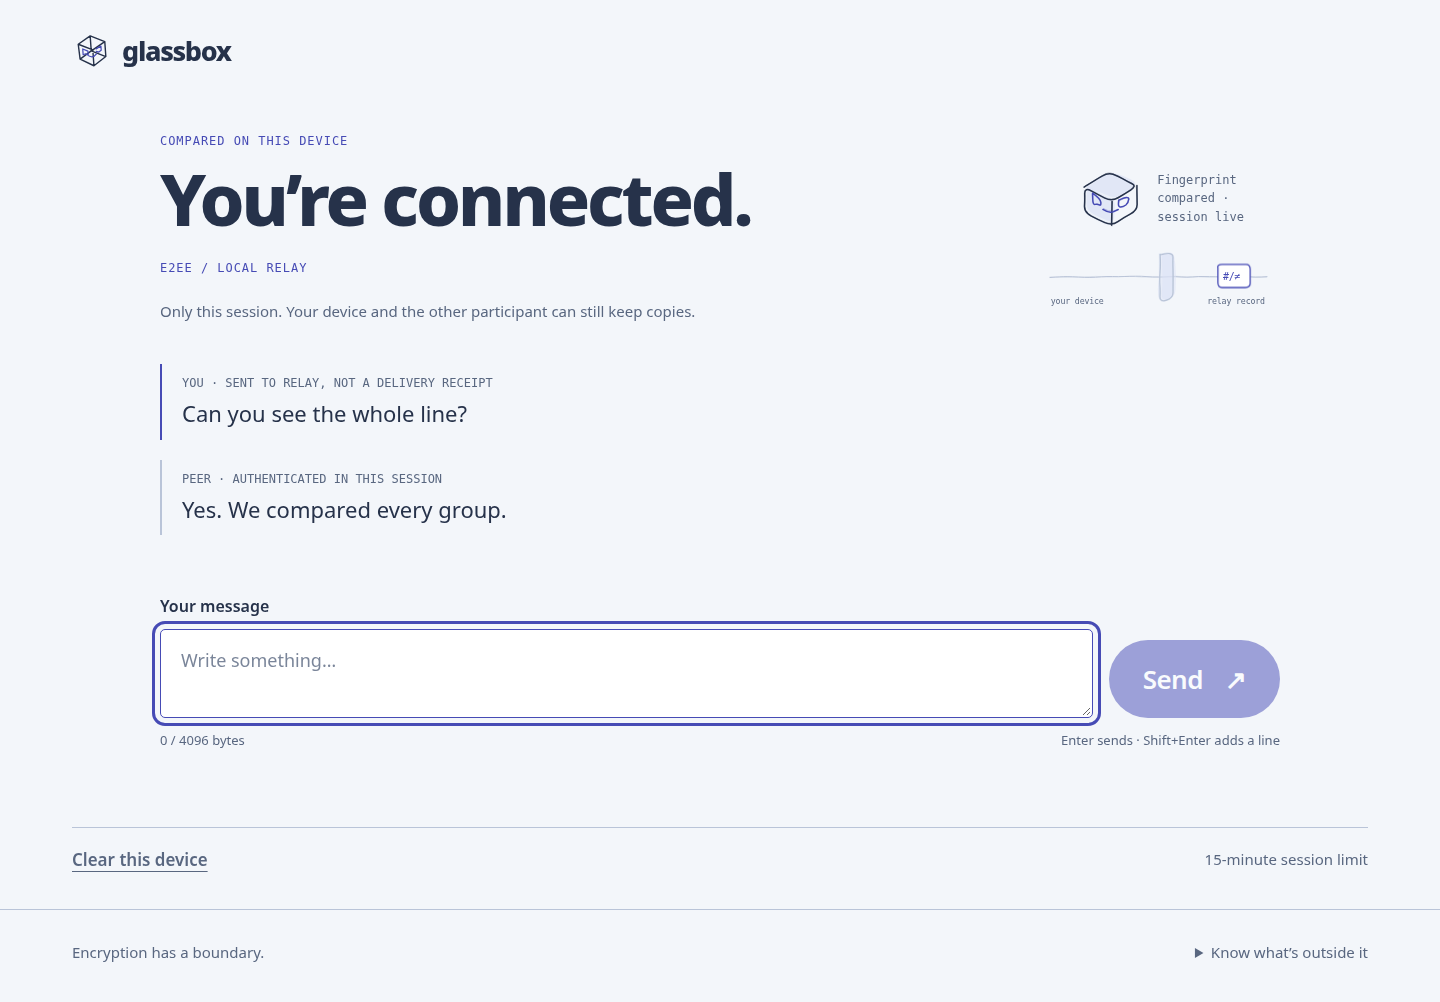 glassbox
COMPARED ON THIS DEVICE
You’re connected.
E2EE / LOCAL RELAY
Only this session. Your device and the other participant can still keep copies.
Fingerprint
compared ·
session live
#/≠
your device
relay record
YOU · SENT TO RELAY, NOT A DELIVERY RECEIPT
Can you see the whole line?
PEER · AUTHENTICATED IN THIS SESSION
Yes. We compared every group.
Your message
Write something…
Send ↗
0 / 4096 bytes
Enter sends · Shift+Enter adds a line
Clear this device
15-minute session limit
Encryption has a boundary.
▶ Know what’s outside it